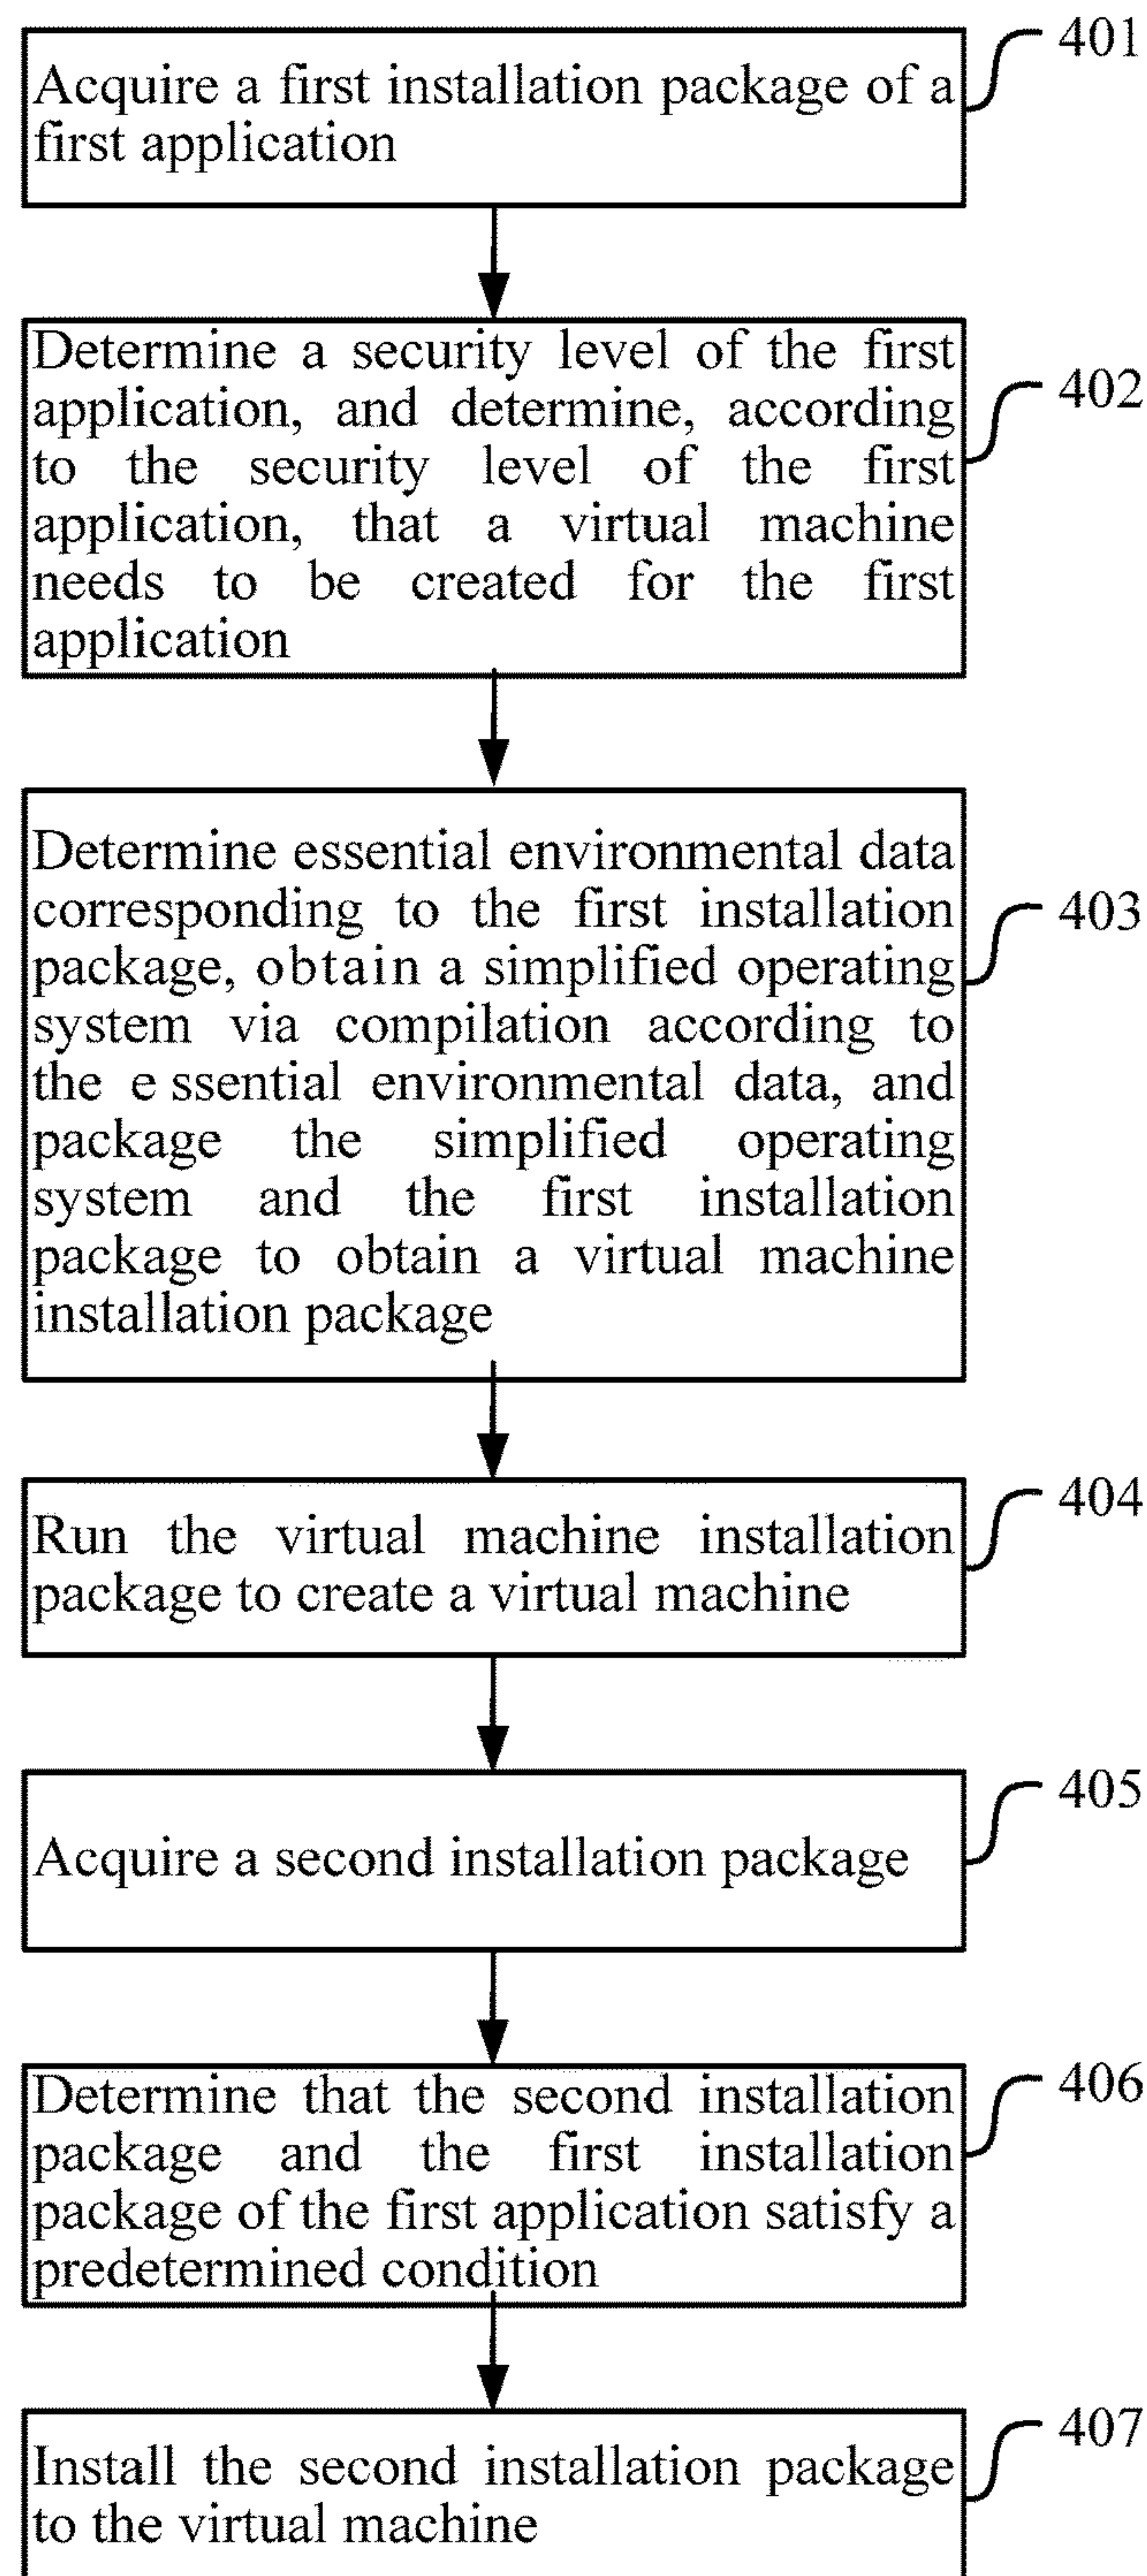 401
Acquire a first installation package of a
first application
Determine a security level of the first
402
application, and determine, according
to the security level of the first
application, that a virtual machine
needs to be created for the first
application
Determine essential environmental data
403
corresponding to the first installation
package, obtain a simplified operating
system via compilation according to
the e ssential environmental data, and
package the simplified operating
system and the first installation
package to obtain a virtual machine
installation package
404
Run the virtual machine installation
package to create a virtual machine
405
Acquire a second installation package
406
Determine that the second installation
package and the first installation
package of the first application satisfy a
predetermined condition
407
Install the second installation package
to the virtual machine